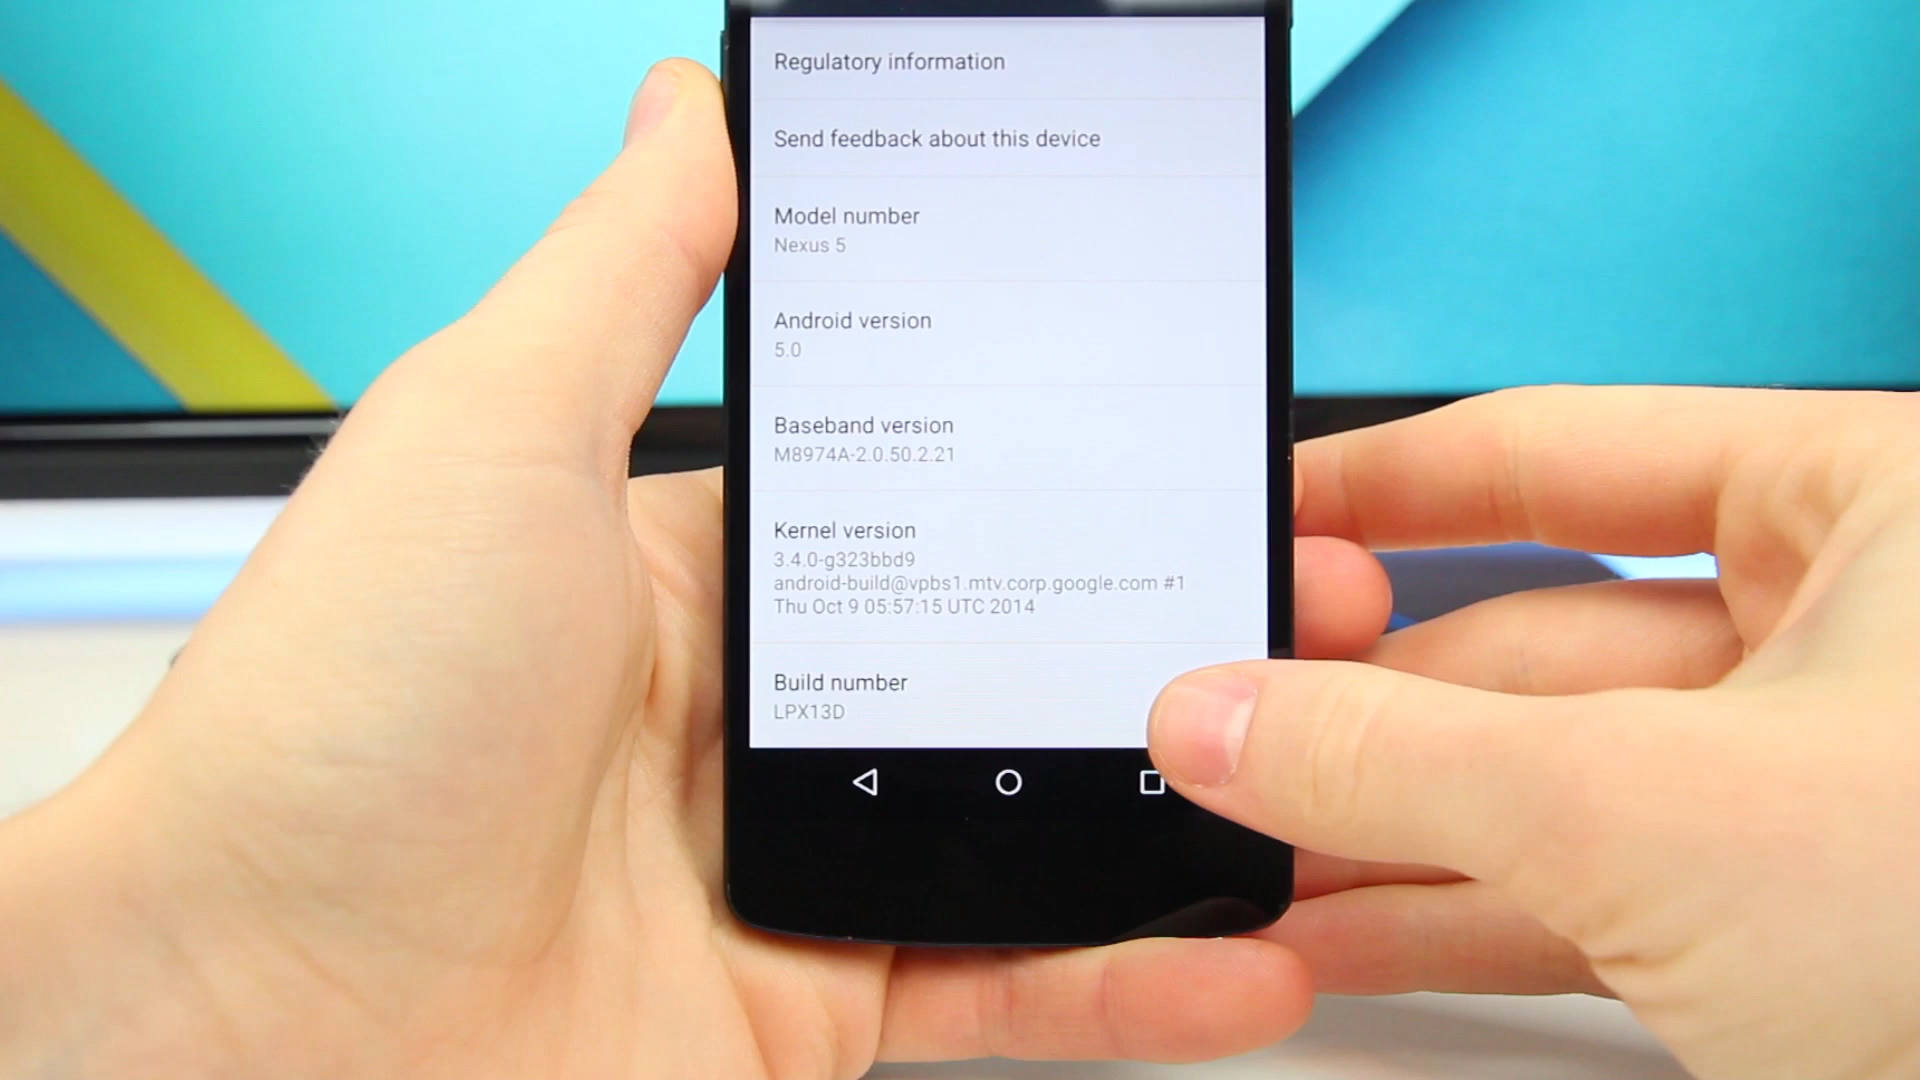 Regulatory information
Send feedback about this device
Model number
Nexus 5
Android version
5.0
Baseband version
M8974A-2.0.50.2.21
Kernel version
3.4.0-g323bbd9
android-build@vpbs1.mtv.corp.google.com #1
Thu Oct 9 05:57:15 UTC 2014
Build number
LPX13D